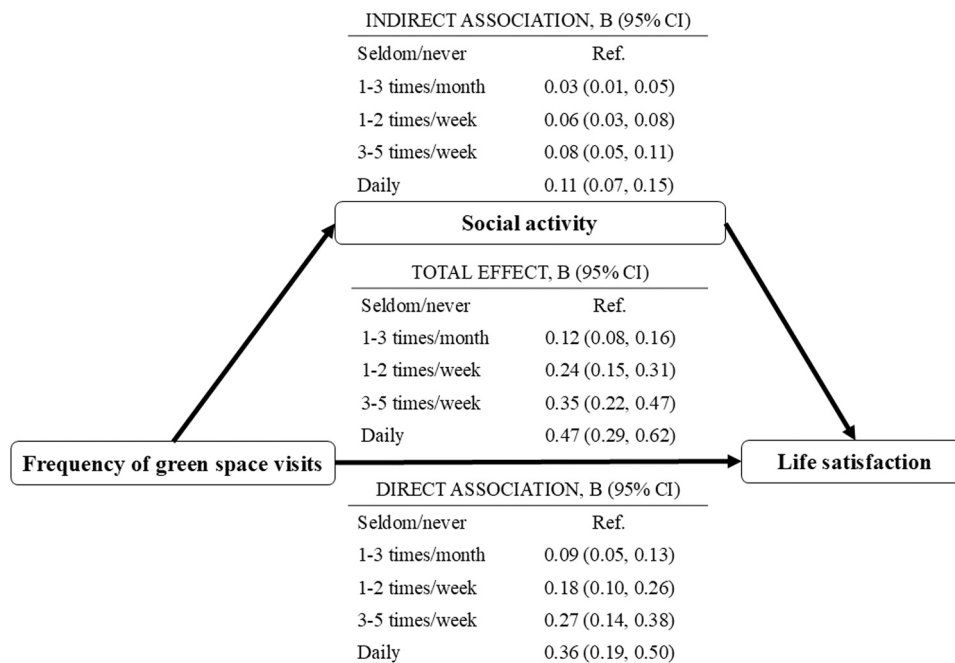 INDIRECT ASSOCIATION, B (95% CI)
Seldom/never Ref.
1-3 times/month 0.03 (0.01, 0.05)
1-2 times/week 0.06 (0.03, 0.08)
3-5 times/week 0.08 (0.05, 0.11)
Daily 0.11 (0.07, 0.15)
Social activity
TOTAL EFFECT, B (95% CI)
Seldom/never Ref.
1-3 times/month 0.12 (0.08, 0.16)
1-2 times/week 0.24 (0.15, 0.31)
3-5 times/week 0.35 (0.22, 0.47)
Daily 0.47 (0.29, 0.62)
Frequency of green space visits
Life satisfaction
DIRECT ASSOCIATION, B (95% CI)
Seldom/never Ref.
1-3 times/month 0.09 (0.05, 0.13)
1-2 times/week 0.18 (0.10, 0.26)
3-5 times/week 0.27 (0.14, 0.38)
Daily 0.36 (0.19, 0.50)